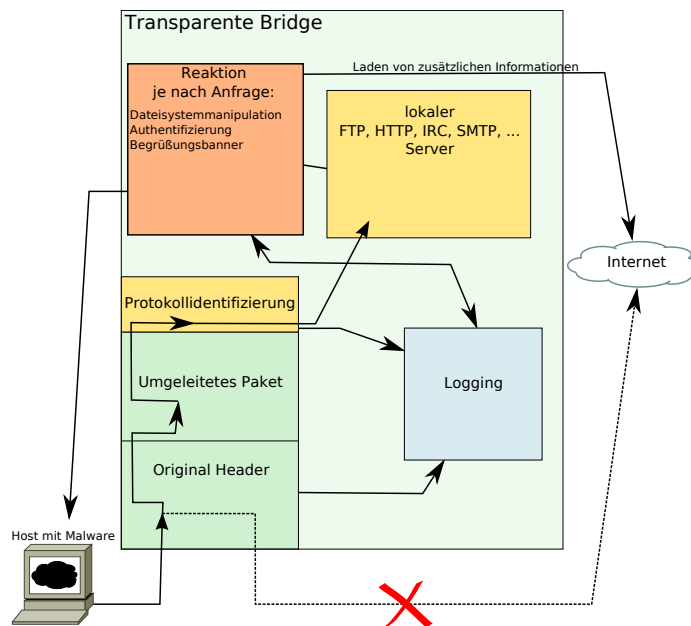 Transparente Bridge
Reaktion
je nach Anfrage:
Dateisystemmanipulation
Authentifizierung
Begrüßungsbanner
Laden von zusätzlichen Informationen
lokaler
FTP, HTTP, IRC, SMTP, ...
Server
Internet
Protokollidentifizierung
Umgeleitetes Paket
Logging
Original Header
Host mit Malware